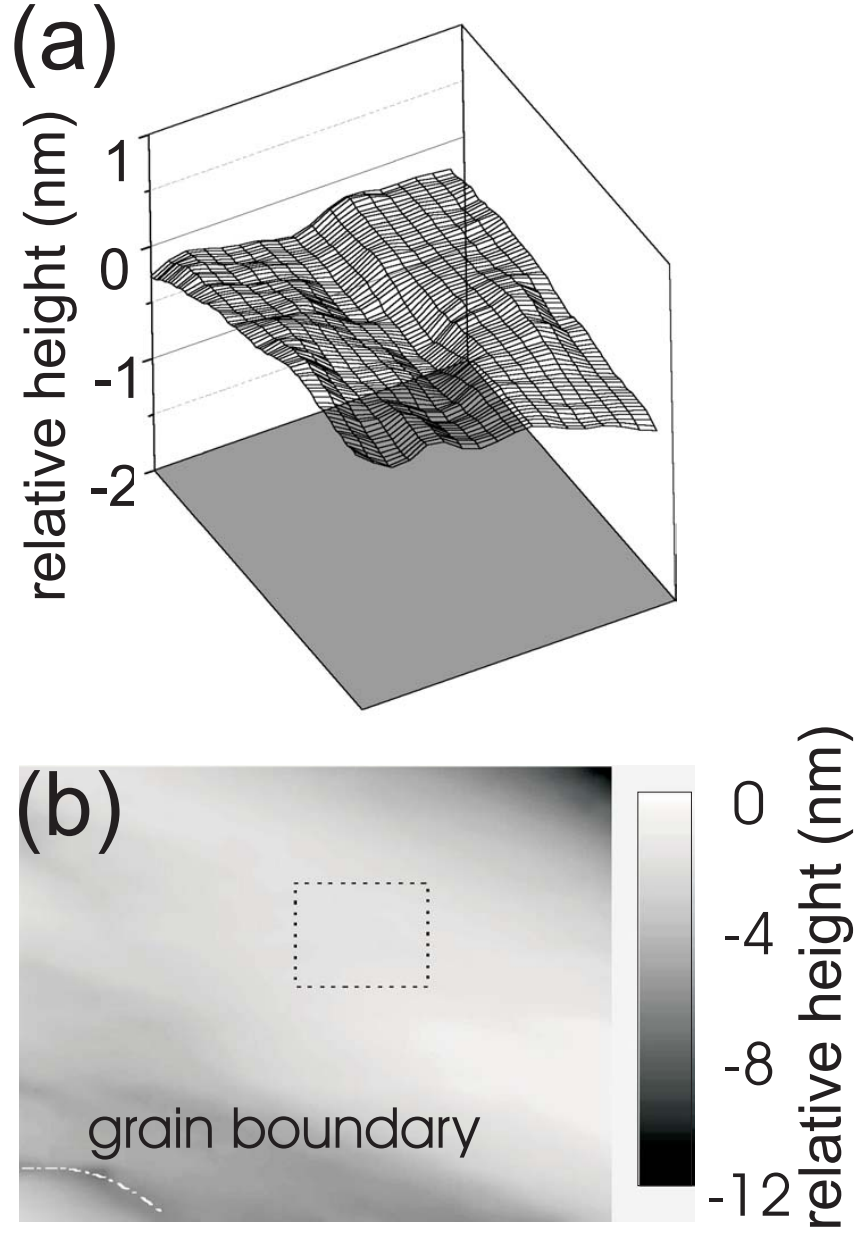 (a)
relative height (nm)
1
0
-1
-2
(b)
grain boundary
0
-4
-8
-12
relative height (nm)